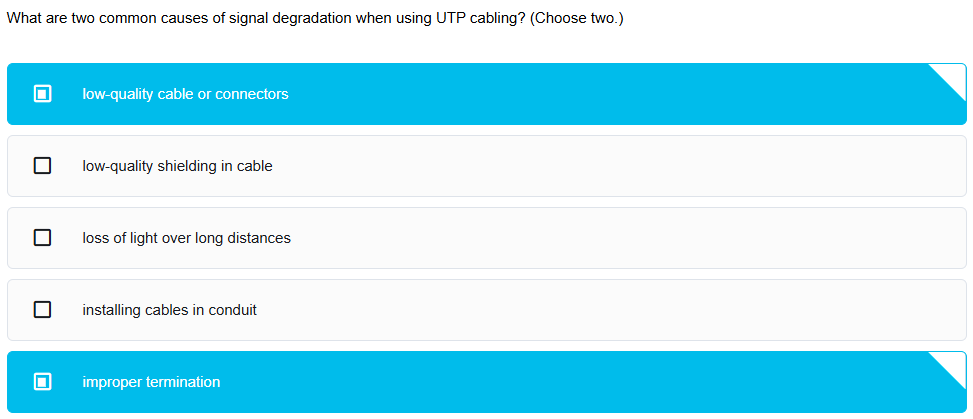 What are two common causes of signal degradation when using UTP cabling? (Choose two.)
low-quality cable or connectors
low-quality shielding in cable
loss of light over long distances
installing cables in conduit
improper termination